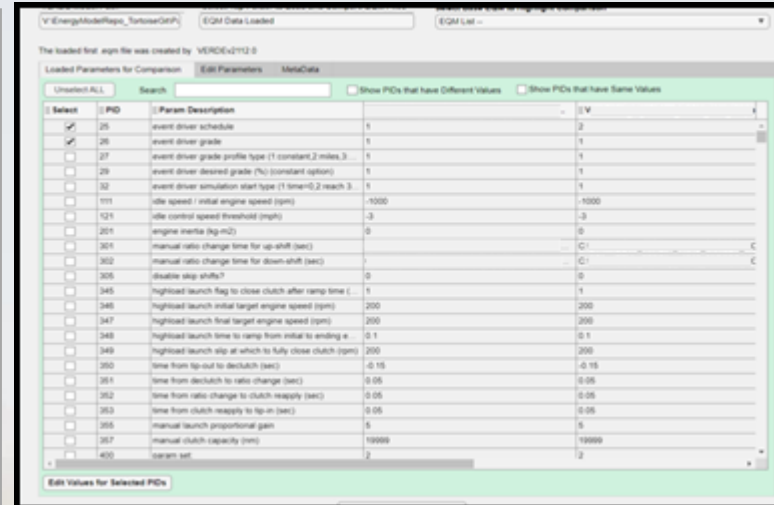 V:\EnergyModelRepo_TortoiseGit\P EQM Data Loaded EQM List --
The loaded first .eqm file was created by VERDEv2112.0
Loaded Parameters for Comparison Edit Parameters MetaData
Unselect ALL Search Show PIDs that have Different Values Show PIDs that have Same Values
Select PID Param Description V
25 event driver schedule 1 2
26 event driver grade 1 1
27 event driver grade profile type (1:constant,2:miles,3... 1 1
29 event driver desired grade (%) (constant option) 1 1
32 event driver simulation start type (1:time=0,2:reach 3... 1 1
111 idle speed / initial engine speed (rpm) -1000 -1000
121 idle control speed threshold (mph) -3 -3
201 engine inertia (kg-m2) 0 0
301 manual ratio change time for up-shift (sec) ... C:
302 manual ratio change time for down-shift (sec) ... C:
305 disable skip shifts? 0 0
345 highload launch flag to close clutch after ramp time (... 1 1
346 highload launch initial target engine speed (rpm) 200 200
347 highload launch final target engine speed (rpm) 200 200
348 highload launch time to ramp from initial to ending e... 0.1 0.1
349 highload launch slip at which to fully close clutch (rpm) 200 200
350 time from tip-out to declutch (sec) -0.15 -0.15
351 time from declutch to ratio change (sec) 0.05 0.05
352 time from ratio change to clutch reapply (sec) 0.05 0.05
353 time from clutch reapply to tip-in (sec) 0.05 0.05
355 manual launch proportional gain 5 5
357 manual clutch capacity (nm) 19999 19999
400 param set 2 2
Edit Values for Selected PIDs